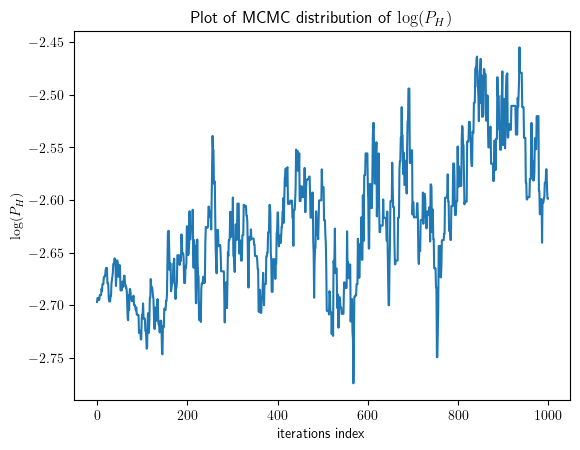 Plot of MCMC distribution of log(P_H)
−2.45
−2.50
−2.55
−2.60
−2.65
−2.70
−2.75
log(P_H)
0 200 400 600 800 1000
iterations index